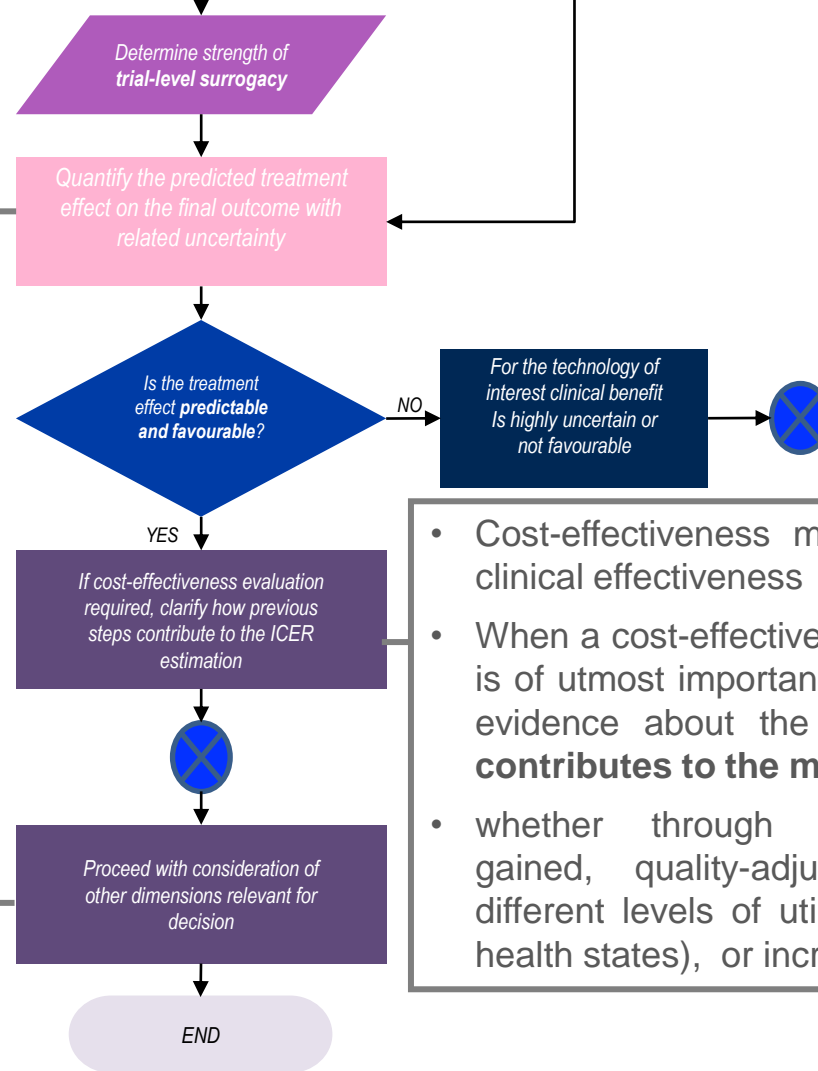 Determine strength of
trial-level surrogacy
Quantify the predicted treatment
effect on the final outcome with
related uncertainty
Is the treatment
effect predictable
and favourable?
NO
For the technology of
interest clinical benefit
Is highly uncertain or
not favourable
YES
If cost-effectiveness evaluation
required, clarify how previous
steps contribute to the ICER
estimation
• Cost-effectiveness m
clinical effectiveness
• When a cost-effective
is of utmost importan
evidence about the
contributes to the m
• whether through
gained, quality-adju
different levels of uti
health states), or incr
Proceed with consideration of
other dimensions relevant for
decision
END